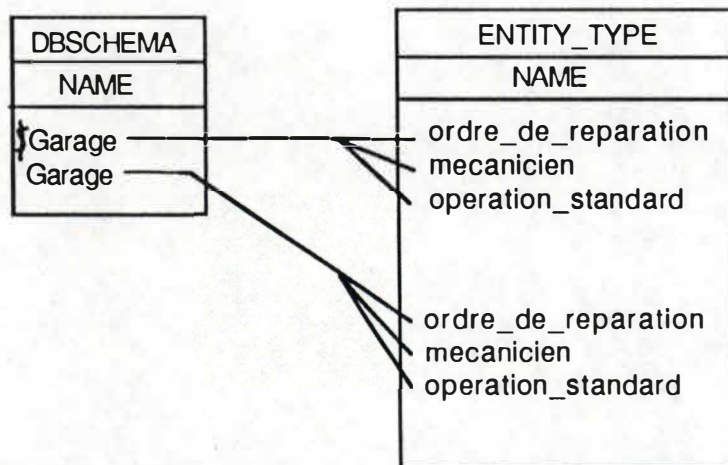 DBSCHEMA
NAME
$Garage
Garage
ENTITY_TYPE
NAME
ordre_de_reparation
mecanicien
operation_standard
ordre_de_reparation
mecanicien
operation_standard